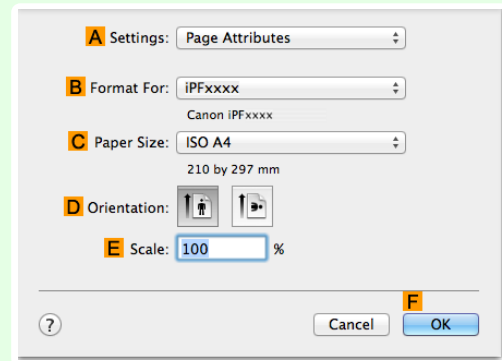 A Settings: Page Attributes
B Format For: iPFxxxx
Canon iPFxxxx
C Paper Size: ISO A4
210 by 297 mm
D Orientation:
E Scale: 100 %
F
? Cancel OK